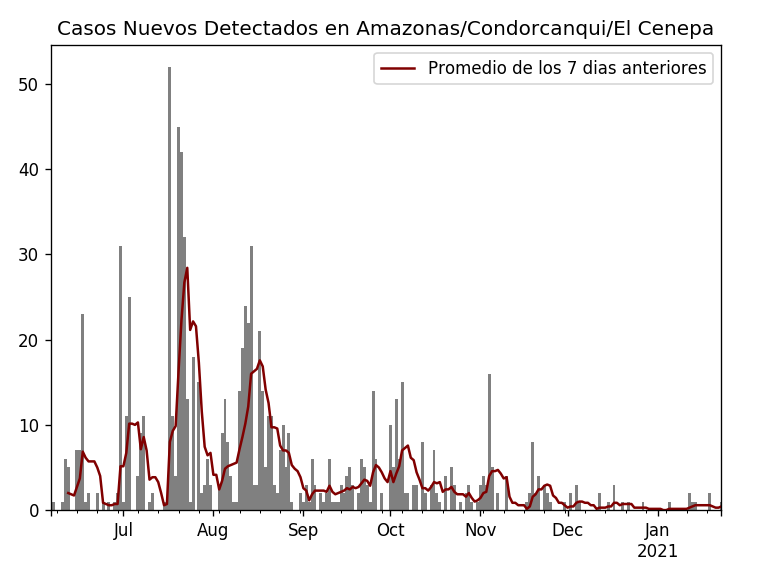 Casos Nuevos Detectados en Amazonas/Condorcanqui/El Cenepa
Promedio de los 7 dias anteriores
50
40
30
20
10
0
Jul Aug Sep Oct Nov Dec Jan
2021